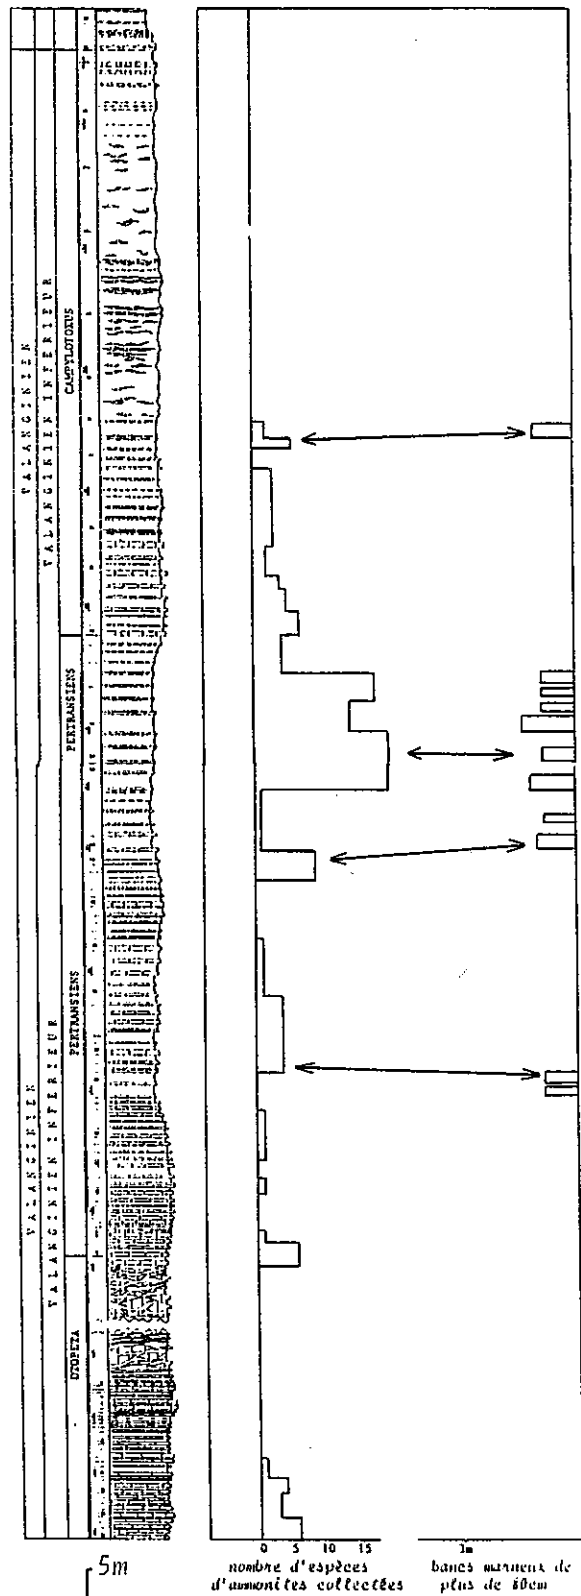 VALANGINIEN
VALANGINIEN INFERIEUR
CAMPYLOTOXUS
PERTRANSIENS
VALANGINIEN
VALANGINIEN INFERIEUR
PERTRANSIENS
OTOPETA
0 5 10 15
1m
5m
nombre d'espèces
d'ammonites collectées
bancs marneux de
plus de 60cm